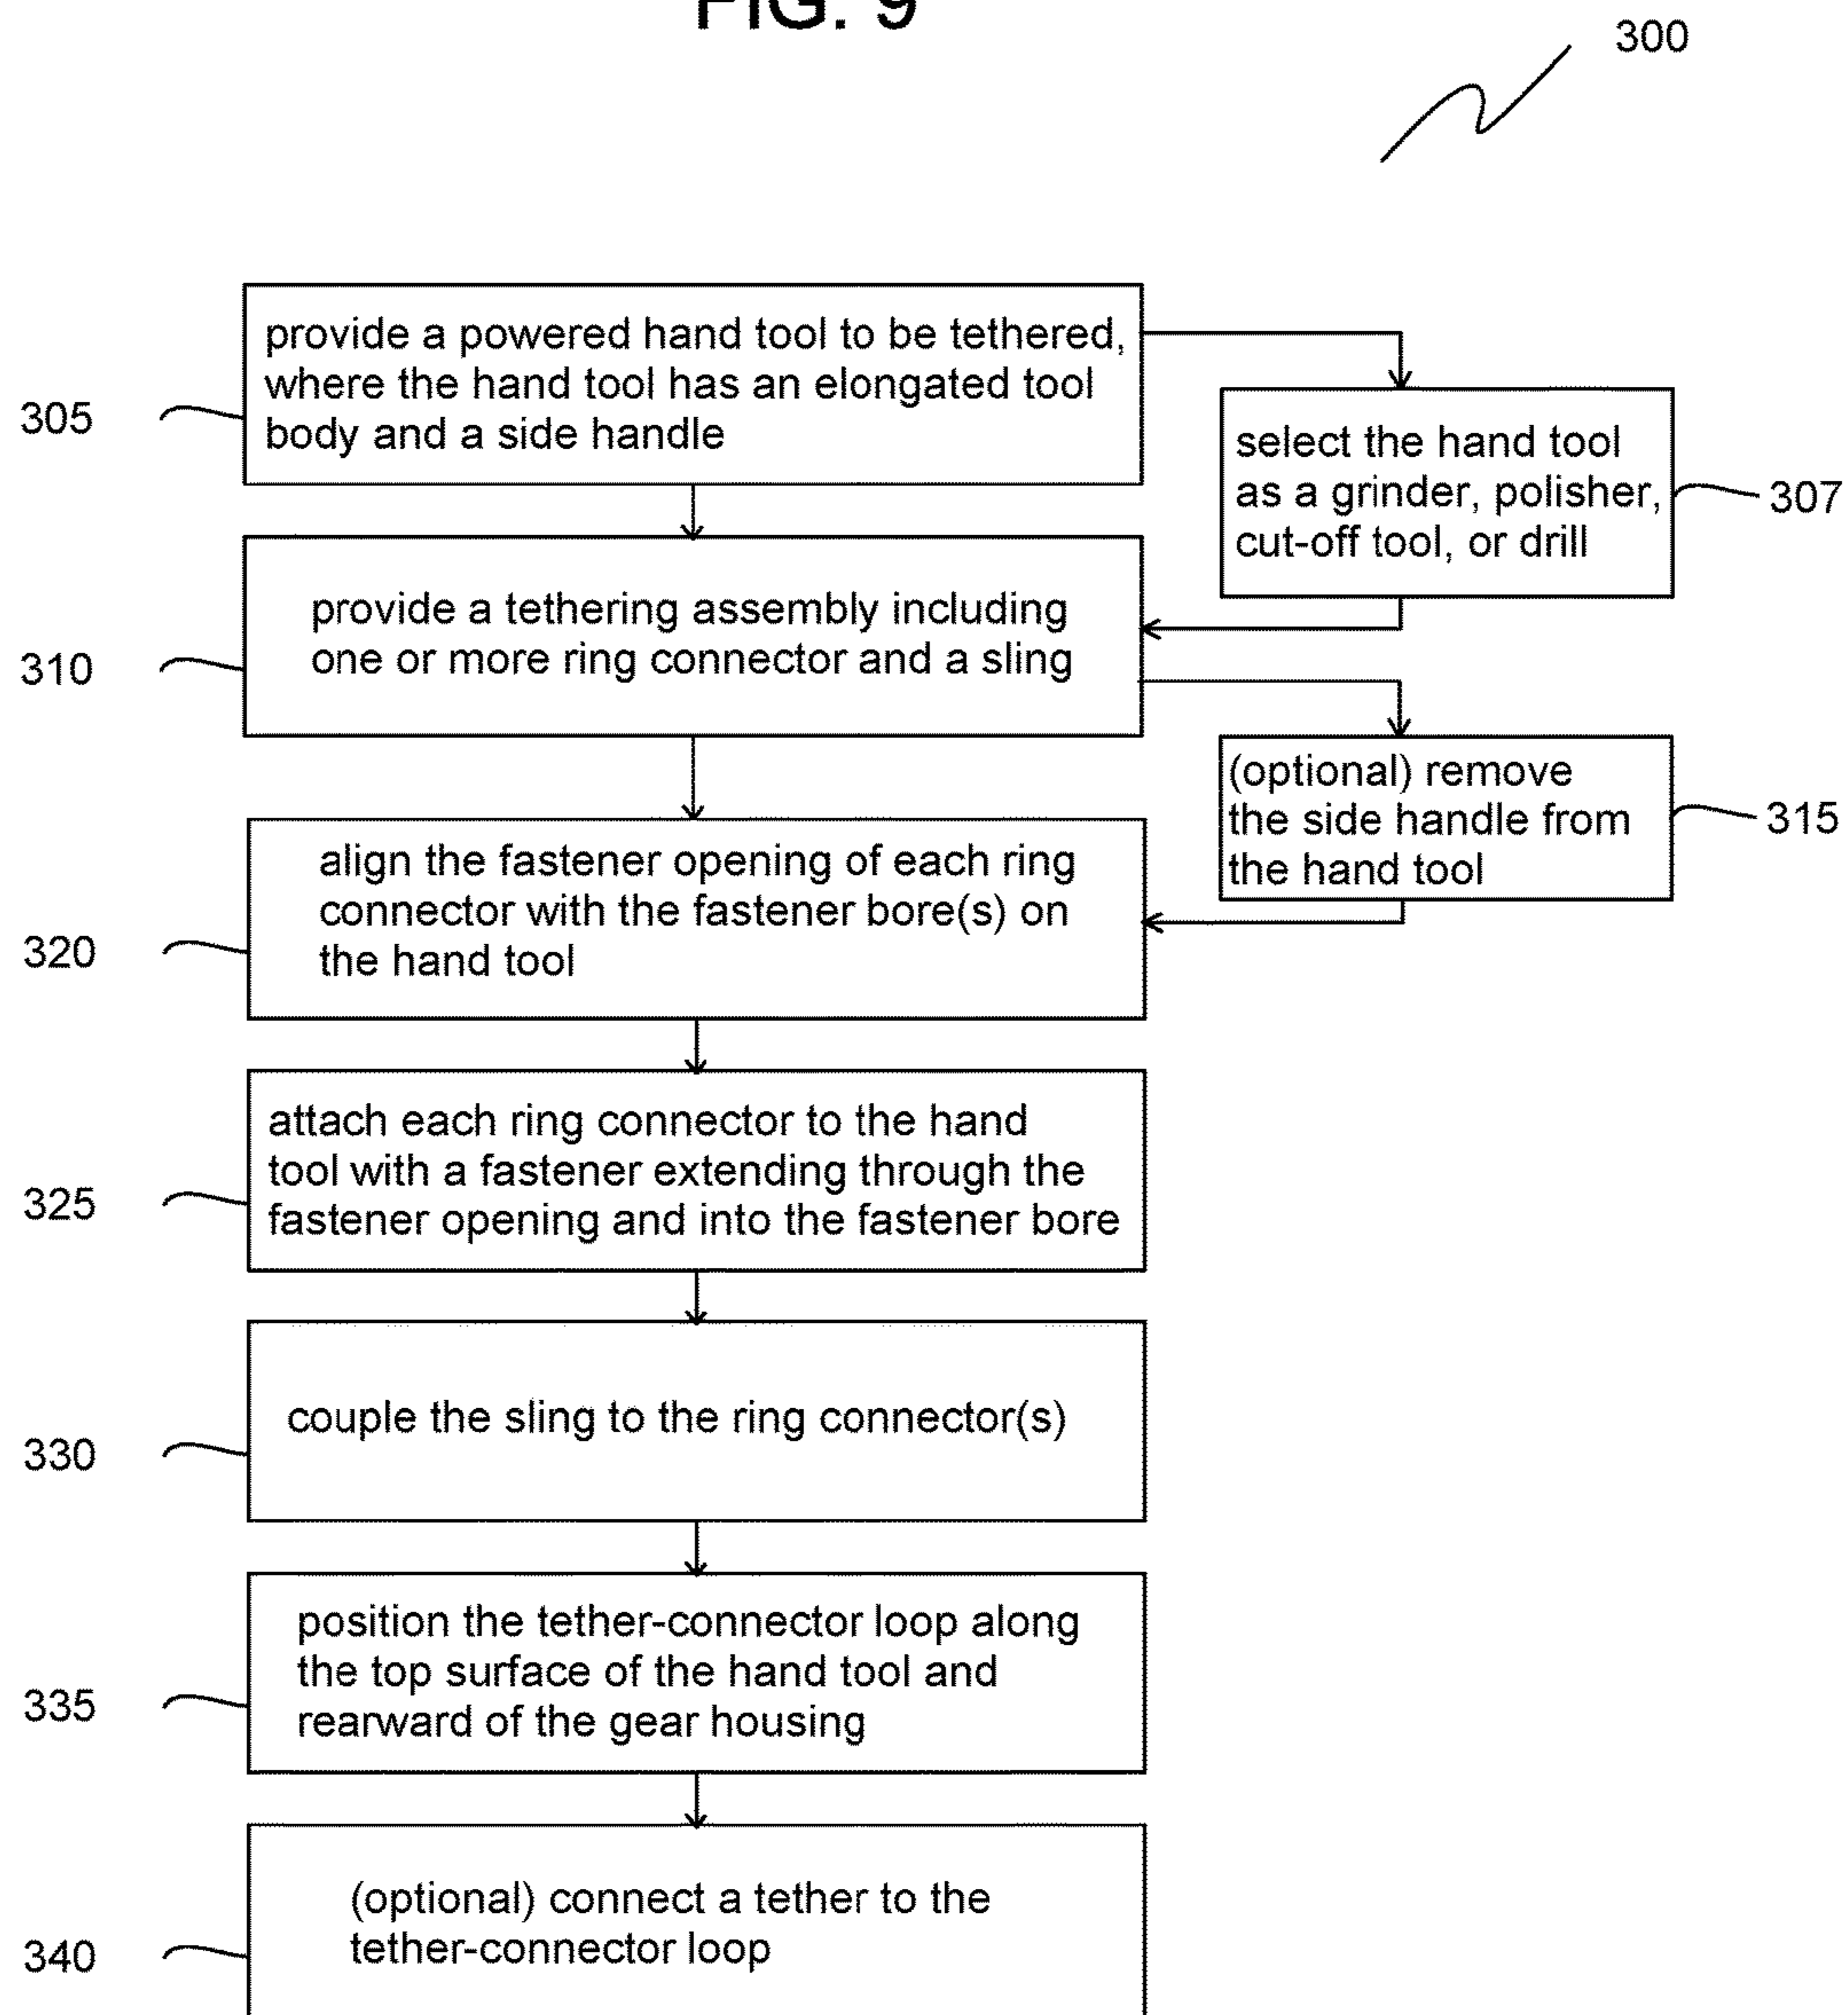 FIG. 9
300
provide a powered hand tool to be tethered,
where the hand tool has an elongated tool
body and a side handle
305
select the hand tool
as a grinder, polisher,
cut-off tool, or drill
307
provide a tethering assembly including
one or more ring connector and a sling
310
(optional) remove
the side handle from
the hand tool
315
align the fastener opening of each ring
connector with the fastener bore(s) on
the hand tool
320
attach each ring connector to the hand
tool with a fastener extending through the
fastener opening and into the fastener bore
325
couple the sling to the ring connector(s)
330
position the tether-connector loop along
the top surface of the hand tool and
rearward of the gear housing
335
(optional) connect a tether to the
tether-connector loop
340